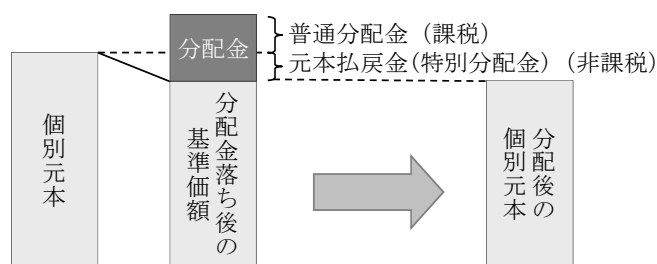 分配金
普通分配金（課税）
元本払戻金（特別分配金）（非課税）
個別元本
分配金落ち後の
基準価額
分配後の
個別元本